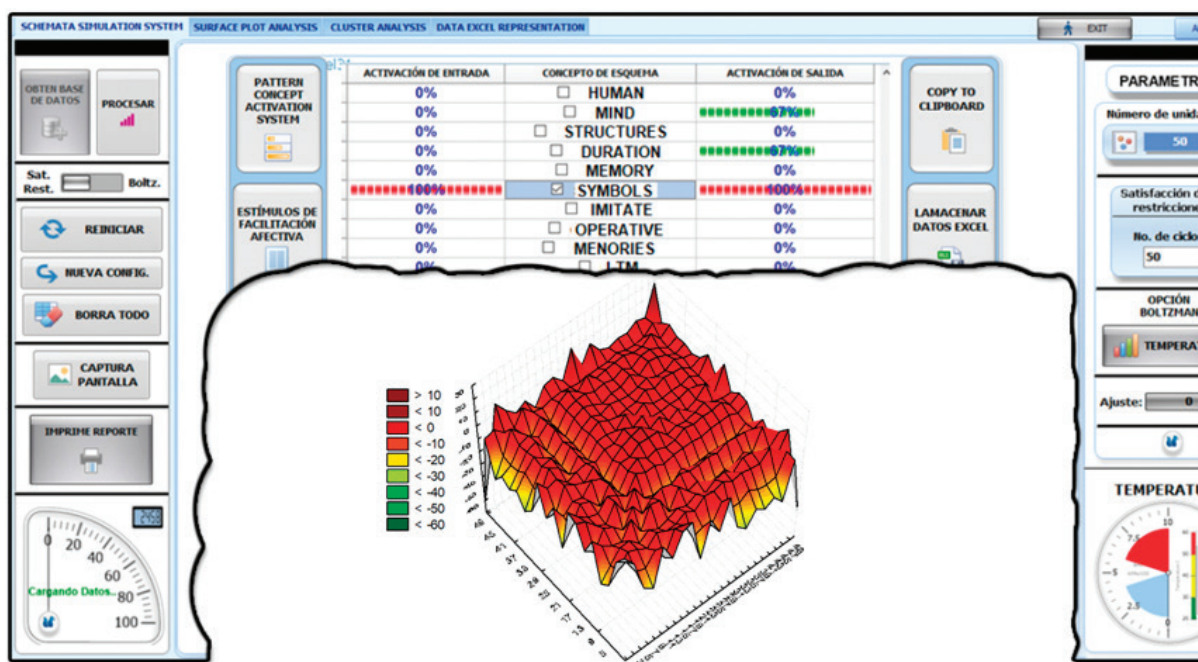 SCHEMATA SIMULATION SYSTEM SURFACE PLOT ANALYSIS CLUSTER ANALYSIS DATA EXCEL REPRESENTATION
EXIT
OBTEN BASE
DE DATOS
PROCESAR
Sat.
Rest.
Boltz.
REINICIAR
NUEVA CONFIG.
BORRA TODO
CAPTURA
PANTALLA
IMPRIME REPORTE
0
20
40
60
80
100
Cargando Datos...
PATTERN
CONCEPT
ACTIVATION
SYSTEM
ESTÍMULOS DE
FACILITACIÓN
AFECTIVA
ACTIVACIÓN DE ENTRADA CONCEPTO DE ESQUEMA ACTIVACIÓN DE SALIDA
0% HUMAN 0%
0% MIND 67%
0% STRUCTURES 0%
0% DURATION 67%
0% MEMORY 0%
100% SYMBOLS 100%
0% IMITATE 0%
0% OPERATIVE 0%
0% MENORIES 0%
0% LTM 0%
COPY TO
CLIPBOARD
LAMACENAR
DATOS EXCEL
> 10
< 10
< 0
< -10
< -20
< -30
< -40
< -50
< -60
PARAMETR
Número de unida
50
Satisfacción d
restriccione
No. de ciclo
50
OPCIÓN
BOLTZMAN
TEMPERAT
Ajuste: 0
TEMPERATU
10
7.5
5
2.5
0